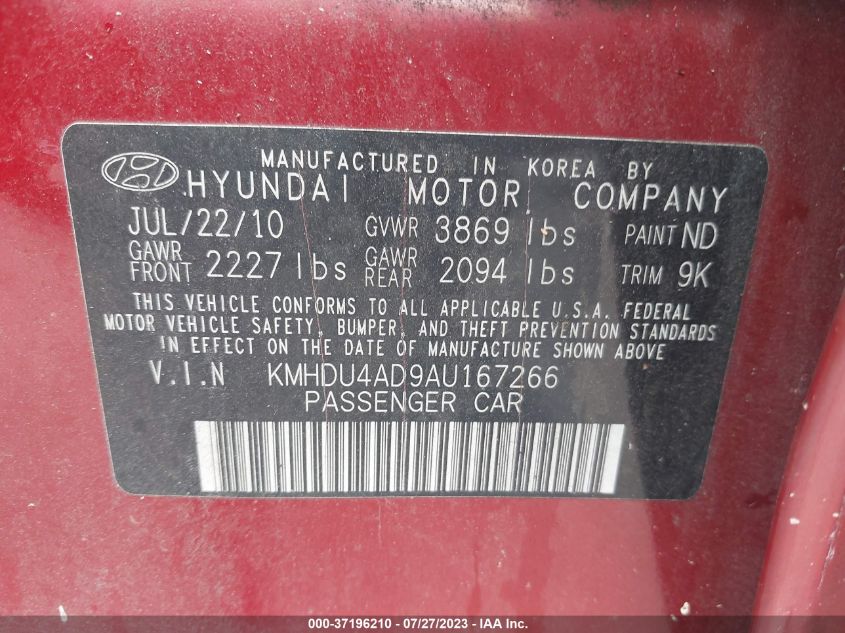 MANUFACTURED IN KOREA BY
HYUNDAI MOTOR COMPANY
JUL/22/10 GVWR 3869 lbs PAINT ND
GAWR FRONT 2227 lbs GAWR REAR 2094 lbs TRIM 9K
THIS VEHICLE CONFORMS TO ALL APPLICABLE U.S.A. FEDERAL
MOTOR VEHICLE SAFETY, BUMPER, AND THEFT PREVENTION STANDARDS
IN EFFECT ON THE DATE OF MANUFACTURE SHOWN ABOVE
V.I.N KMHDU4AD9AU167266
PASSENGER CAR
000-37196210 - 07/27/2023 - IAA Inc.